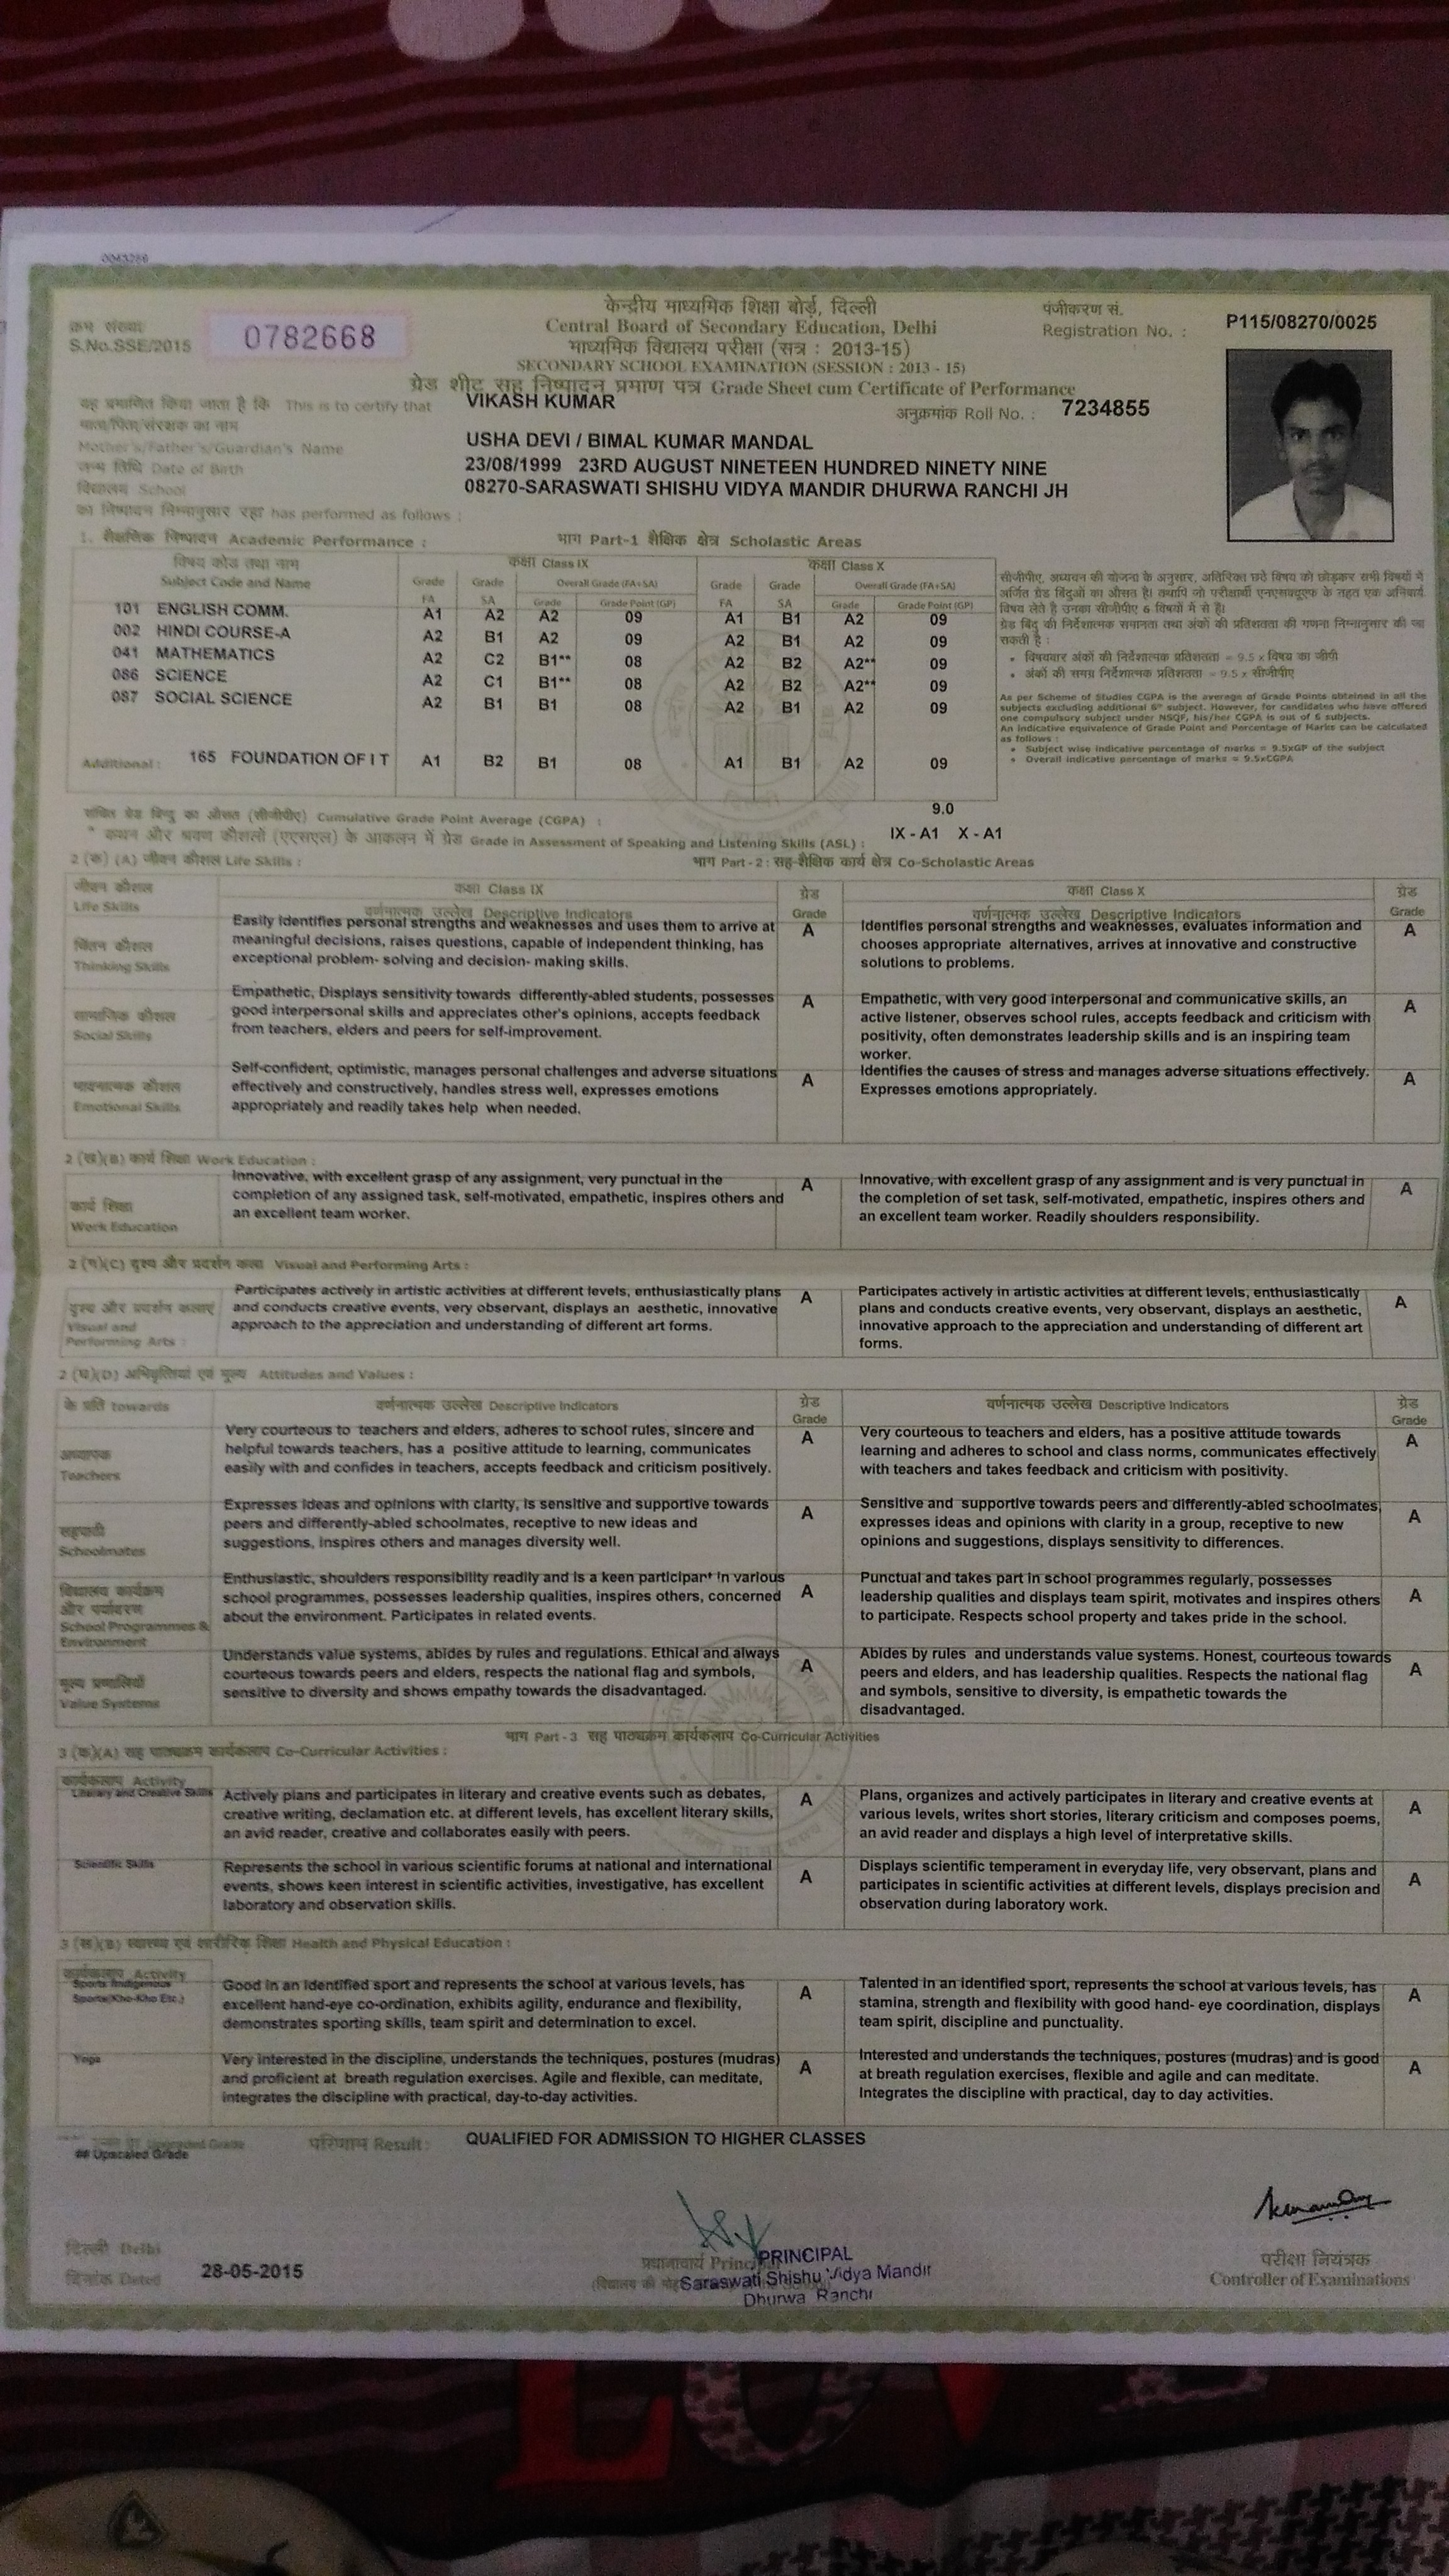 0043286
क्रम संख्या
S.No.SSE/2015
0782668
केन्द्रीय माध्यमिक शिक्षा बोर्ड, दिल्ली
Central Board of Secondary Education, Delhi
माध्यमिक विद्यालय परीक्षा (सत्र : 2013-15)
SECONDARY SCHOOL EXAMINATION (SESSION : 2013 - 15)
ग्रेड शीट सह निष्पादन प्रमाण पत्र Grade Sheet cum Certificate of Performance
पंजीकरण सं.
Registration No. :
P115/08270/0025
यह प्रमाणित किया जाता है कि This is to certify that VIKASH KUMAR
अनुक्रमांक Roll No. : 7234855
माता/पिता/संरक्षक का नाम
Mother's/Father's/Guardian's Name USHA DEVI / BIMAL KUMAR MANDAL
जन्म तिथि Date of Birth 23/08/1999 23RD AUGUST NINETEEN HUNDRED NINETY NINE
विद्यालय School 08270-SARASWATI SHISHU VIDYA MANDIR DHURWA RANCHI JH
का निष्पादन निम्नानुसार रहा has performed as follows :
1. शैक्षणिक निष्पादन Academic Performance : भाग Part-1 शैक्षिक क्षेत्र Scholastic Areas
विषय कोड तथा नाम कक्षा Class IX कक्षा Class X
Subject Code and Name Grade Grade Overall Grade (FA+SA) Grade Grade Overall Grade (FA+SA)
FA SA Grade Grade Point (GP) FA SA Grade Grade Point (GP)
101 ENGLISH COMM. A1 A2 A2 09 A1 B1 A2 09
002 HINDI COURSE-A A2 B1 A2 09 A2 B1 A2 09
041 MATHEMATICS A2 C2 B1** 08 A2 B2 A2** 09
086 SCIENCE A2 C1 B1** 08 A2 B2 A2** 09
087 SOCIAL SCIENCE A2 B1 B1 08 A2 B1 A2 09
Additional : 165 FOUNDATION OF I T A1 B2 B1 08 A1 B1 A2 09
सीजीपीए, अध्ययन की योजना के अनुसार, अतिरिक्त छठे विषय को छोड़कर सभी विषयों में
अर्जित ग्रेड बिंदुओं का औसत है। तथापि जो परीक्षार्थी एनएसक्यूएफ के तहत एक अनिवार्य
विषय लेते है उनका सीजीपीए 6 विषयों में से है।
ग्रेड बिंदु की निर्देशात्मक समानता तथा अंकों की प्रतिशतता की गणना निम्नानुसार की जा
सकती है :
• विषयवार अंकों की निर्देशात्मक प्रतिशतता = 9.5 x विषय का जीपी
• अंकों की समग्र निर्देशात्मक प्रतिशतता = 9.5 x सीजीपीए
As per Scheme of Studies CGPA is the average of Grade Points obtained in all the
subjects excluding additional 6th subject. However, for candidates who have offered
one compulsory subject under NSQF, his/her CGPA is out of 6 subjects.
An indicative equivalence of Grade Point and Percentage of Marks can be calculated
as follows :
• Subject wise indicative percentage of marks = 9.5xGP of the subject
• Overall indicative percentage of marks = 9.5xCGPA
संचित ग्रेड बिन्दु का औसत (सीजीपीए) Cumulative Grade Point Average (CGPA) : 9.0
* कथन और श्रवण कौशलों (एएसएल) के आकलन में ग्रेड Grade in Assessment of Speaking and Listening Skills (ASL) : IX - A1 X - A1
2 (क) (A) जीवन कौशल Life Skills : भाग Part - 2 : सह-शैक्षिक कार्य क्षेत्र Co-Scholastic Areas
जीवन कौशल कक्षा Class IX ग्रेड कक्षा Class X ग्रेड
Life Skills वर्णनात्मक उल्लेख Descriptive Indicators Grade वर्णनात्मक उल्लेख Descriptive Indicators Grade
चिंतन कौशल
Thinking Skills
Easily identifies personal strengths and weaknesses and uses them to arrive at
meaningful decisions, raises questions, capable of independent thinking, has
exceptional problem- solving and decision- making skills.
A
Identifies personal strengths and weaknesses, evaluates information and
chooses appropriate alternatives, arrives at innovative and constructive
solutions to problems.
A
सामाजिक कौशल
Social Skills
Empathetic, Displays sensitivity towards differently-abled students, possesses
good interpersonal skills and appreciates other's opinions, accepts feedback
from teachers, elders and peers for self-improvement.
A
Empathetic, with very good interpersonal and communicative skills, an
active listener, observes school rules, accepts feedback and criticism with
positivity, often demonstrates leadership skills and is an inspiring team
worker.
A
भावनात्मक कौशल
Emotional Skills
Self-confident, optimistic, manages personal challenges and adverse situations
effectively and constructively, handles stress well, expresses emotions
appropriately and readily takes help when needed.
A
Identifies the causes of stress and manages adverse situations effectively.
Expresses emotions appropriately.
A
2 (ख)(B) कार्य शिक्षा Work Education :
कार्य शिक्षा
Work Education
Innovative, with excellent grasp of any assignment, very punctual in the
completion of any assigned task, self-motivated, empathetic, inspires others and
an excellent team worker.
A
Innovative, with excellent grasp of any assignment and is very punctual in
the completion of set task, self-motivated, empathetic, inspires others and
an excellent team worker. Readily shoulders responsibility.
A
2 (ग)(C) दृश्य और प्रदर्शन कला Visual and Performing Arts :
दृश्य और प्रदर्शन कलाएं
Visual and
Performing Arts :
Participates actively in artistic activities at different levels, enthusiastically plans
and conducts creative events, very observant, displays an aesthetic, innovative
approach to the appreciation and understanding of different art forms.
A
Participates actively in artistic activities at different levels, enthusiastically
plans and conducts creative events, very observant, displays an aesthetic,
innovative approach to the appreciation and understanding of different art
forms.
A
2 (घ)(D) अभिवृत्तियां एवं मूल्य Attitudes and Values :
के प्रति towards वर्णनात्मक उल्लेख Descriptive Indicators ग्रेड Grade वर्णनात्मक उल्लेख Descriptive Indicators ग्रेड Grade
अध्यापक
Teachers
Very courteous to teachers and elders, adheres to school rules, sincere and
helpful towards teachers, has a positive attitude to learning, communicates
easily with and confides in teachers, accepts feedback and criticism positively.
A
Very courteous to teachers and elders, has a positive attitude towards
learning and adheres to school and class norms, communicates effectively
with teachers and takes feedback and criticism with positivity.
A
सहपाठी
Schoolmates
Expresses ideas and opinions with clarity, is sensitive and supportive towards
peers and differently-abled schoolmates, receptive to new ideas and
suggestions, inspires others and manages diversity well.
A
Sensitive and supportive towards peers and differently-abled schoolmates,
expresses ideas and opinions with clarity in a group, receptive to new
opinions and suggestions, displays sensitivity to differences.
A
विद्यालय कार्यक्रम
और पर्यावरण
School Programmes &
Environment
Enthusiastic, shoulders responsibility readily and is a keen participant in various
school programmes, possesses leadership qualities, inspires others, concerned
about the environment. Participates in related events.
A
Punctual and takes part in school programmes regularly, possesses
leadership qualities and displays team spirit, motivates and inspires others
to participate. Respects school property and takes pride in the school.
A
मूल्य प्रणालियाँ
Value Systems
Understands value systems, abides by rules and regulations. Ethical and always
courteous towards peers and elders, respects the national flag and symbols,
sensitive to diversity and shows empathy towards the disadvantaged.
A
Abides by rules and understands value systems. Honest, courteous towards
peers and elders, and has leadership qualities. Respects the national flag
and symbols, sensitive to diversity, is empathetic towards the
disadvantaged.
A
भाग Part - 3 सह पाठ्यक्रम कार्यकलाप Co-Curricular Activities
3 (क)(A) सह पाठ्यक्रम कार्यकलाप Co-Curricular Activities :
कार्यकलाप Activity
Literary and Creative Skills
Actively plans and participates in literary and creative events such as debates,
creative writing, declamation etc. at different levels, has excellent literary skills,
an avid reader, creative and collaborates easily with peers.
A
Plans, organizes and actively participates in literary and creative events at
various levels, writes short stories, literary criticism and composes poems,
an avid reader and displays a high level of interpretative skills.
A
Scientific Skills
Represents the school in various scientific forums at national and international
events, shows keen interest in scientific activities, investigative, has excellent
laboratory and observation skills.
A
Displays scientific temperament in everyday life, very observant, plans and
participates in scientific activities at different levels, displays precision and
observation during laboratory work.
A
3 (ख)(B) स्वास्थ्य एवं शारीरिक शिक्षा Health and Physical Education :
कार्यकलाप Activity
Sports /Indigenous
Sports(Kho-Kho Etc.)
Good in an identified sport and represents the school at various levels, has
excellent hand-eye co-ordination, exhibits agility, endurance and flexibility,
demonstrates sporting skills, team spirit and determination to excel.
A
Talented in an identified sport, represents the school at various levels, has
stamina, strength and flexibility with good hand- eye coordination, displays
team spirit, discipline and punctuality.
A
Yoga
Very interested in the discipline, understands the techniques, postures (mudras)
and proficient at breath regulation exercises. Agile and flexible, can meditate,
integrates the discipline with practical, day-to-day activities.
A
Interested and understands the techniques, postures (mudras) and is good
at breath regulation exercises, flexible and agile and can meditate.
Integrates the discipline with practical, day to day activities.
A
Upgraded Grade
## Upscaled Grade
परिणाम Result : QUALIFIED FOR ADMISSION TO HIGHER CLASSES
दिल्ली Delhi
दिनांक Dated 28-05-2015
प्रधानाचार्य Principal
PRINCIPAL
Saraswati Shishu Vidya Mandir
Dhurwa Ranchi
परीक्षा नियंत्रक
Controller of Examinations